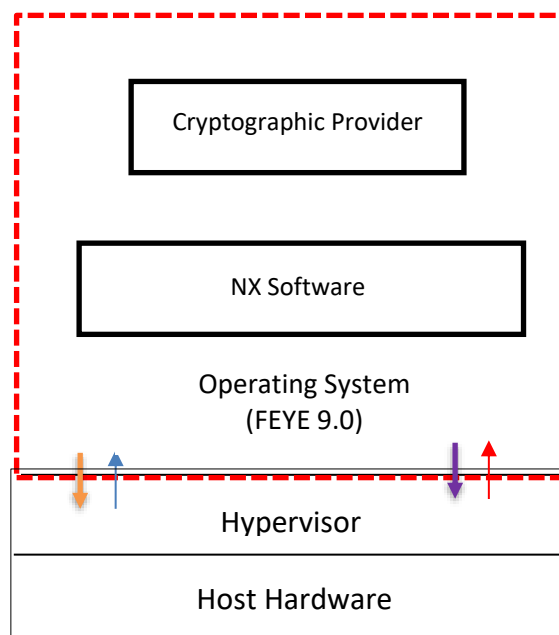 Cryptographic Provider
NX Software
Operating System
(FEYE 9.0)
Hypervisor
Host Hardware